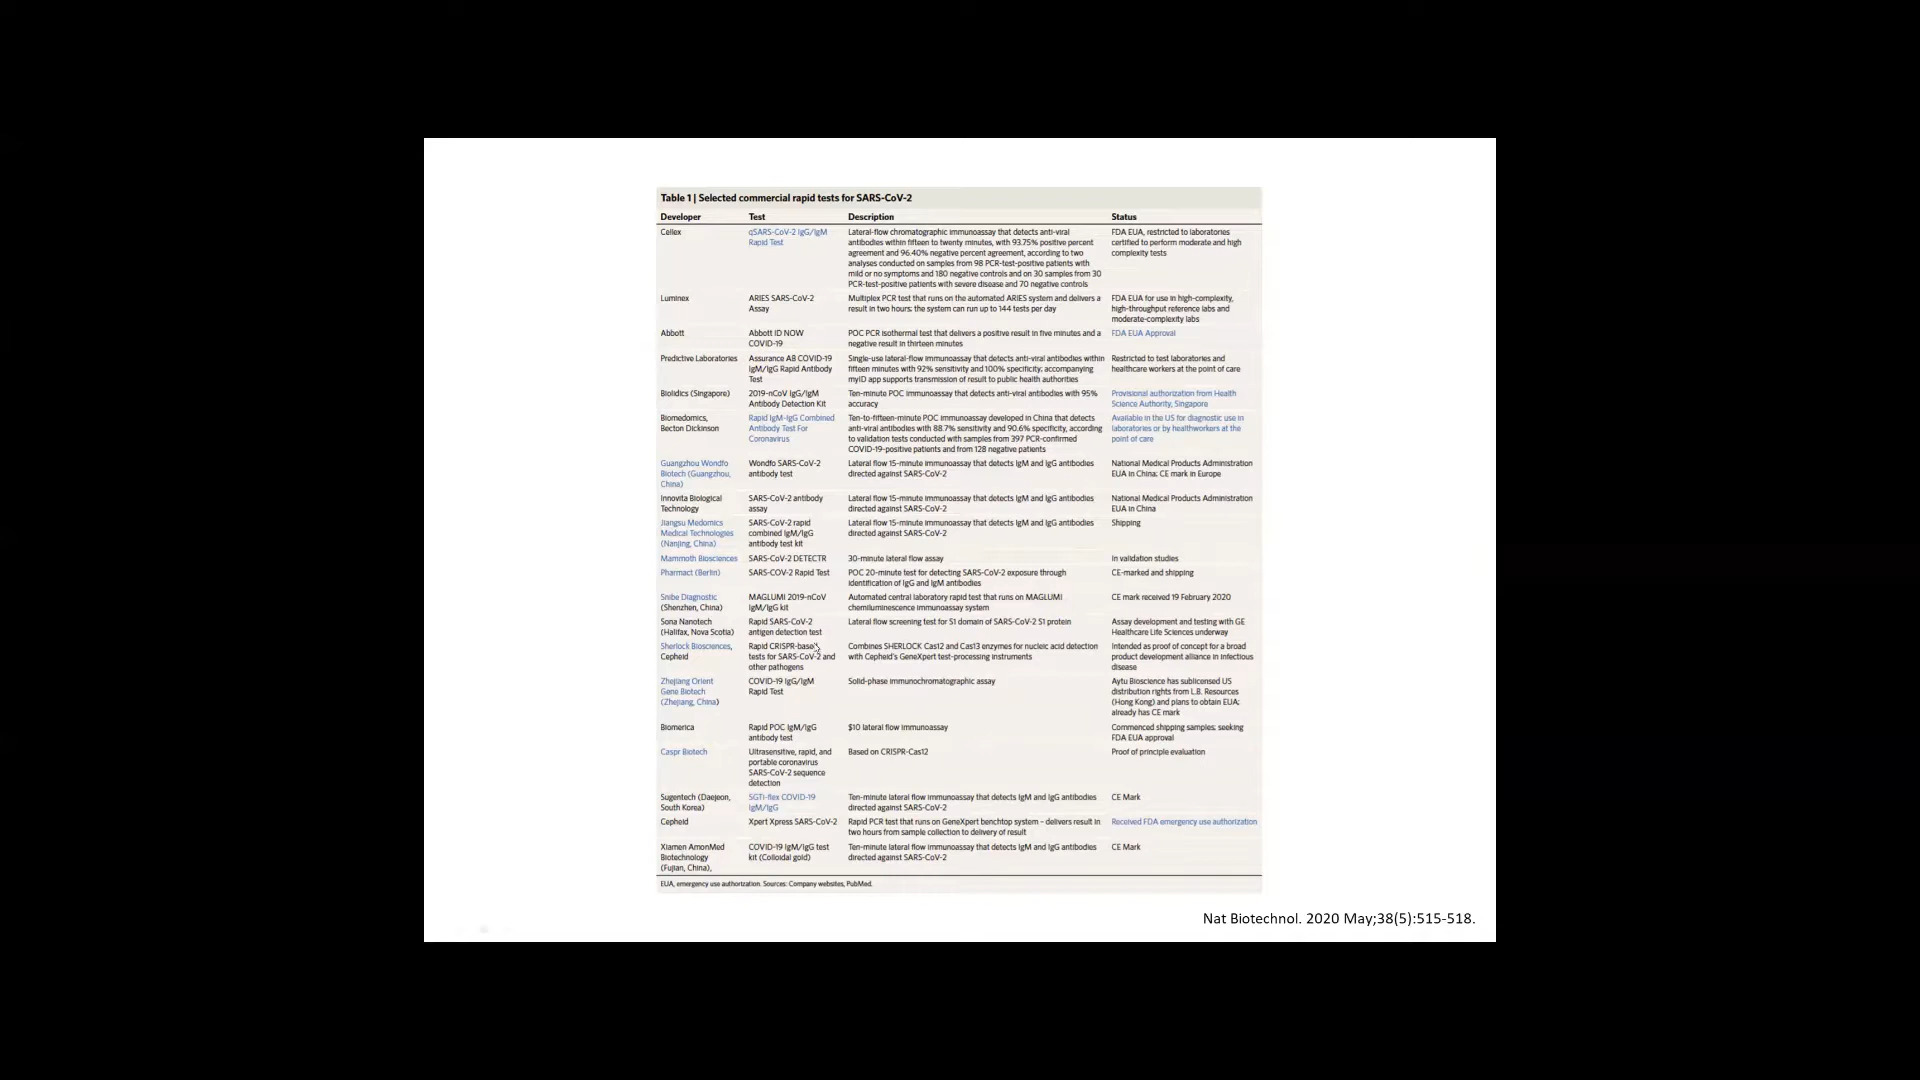 Table 1 | Selected commercial rapid tests for SARS-CoV-2
Developer Test Description Status
Cellex qSARS-CoV-2 IgG/IgM Lateral-flow chromatographic immunoassay that detects anti-viral FDA EUA, restricted to laboratories
Rapid Test antibodies within fifteen to twenty minutes, with 93.75% positive percent certified to perform moderate and high
agreement and 96.40% negative percent agreement, according to two complexity tests
analyses conducted on samples from 98 PCR-test-positive patients with
mild or no symptoms and 180 negative controls and on 30 samples from 30
PCR-test-positive patients with severe disease and 70 negative controls
Luminex ARIES SARS-CoV-2 Multiplex PCR test that runs on the automated ARIES system and delivers a FDA EUA for use in high-complexity,
Assay result in two hours; the system can run up to 144 tests per day high-throughput reference labs and
moderate-complexity labs
Abbott Abbott ID NOW POC PCR isothermal test that delivers a positive result in five minutes and a FDA EUA Approval
COVID-19 negative result in thirteen minutes
Predictive Laboratories Assurance AB COVID-19 Single-use lateral-flow immunoassay that detects anti-viral antibodies within Restricted to test laboratories and
IgM/IgG Rapid Antibody fifteen minutes with 92% sensitivity and 100% specificity; accompanying healthcare workers at the point of care
Test myID app supports transmission of result to public health authorities
Biolidics (Singapore) 2019-nCoV IgG/IgM Ten-minute POC immunoassay that detects anti-viral antibodies with 95% Provisional authorization from Health
Antibody Detection Kit accuracy Science Authority, Singapore
Biomedomics, Rapid IgM-IgG Combined Ten-to-fifteen-minute POC immunoassay developed in China that detects Available in the US for diagnostic use in
Becton Dickinson Antibody Test For anti-viral antibodies with 88.7% sensitivity and 90.6% specificity, according laboratories or by healthworkers at the
Coronavirus to validation tests conducted with samples from 397 PCR-confirmed point of care
COVID-19-positive patients and from 128 negative patients
Guangzhou Wondfo Wondfo SARS-CoV-2 Lateral flow 15-minute immunoassay that detects IgM and IgG antibodies National Medical Products Administration
Biotech (Guangzhou, antibody test directed against SARS-CoV-2 EUA in China; CE mark in Europe
China)
Innovita Biological SARS-CoV-2 antibody Lateral flow 15-minute immunoassay that detects IgM and IgG antibodies National Medical Products Administration
Technology assay directed against SARS-CoV-2 EUA in China
Jiangsu Medomics SARS-CoV-2 rapid Lateral flow 15-minute immunoassay that detects IgM and IgG antibodies Shipping
Medical Technologies combined IgM/IgG directed against SARS-CoV-2
(Nanjing, China) antibody test kit
Mammoth Biosciences SARS-CoV-2 DETECTR 30-minute lateral flow assay In validation studies
Pharmact (Berlin) SARS-COV-2 Rapid Test POC 20-minute test for detecting SARS-CoV-2 exposure through CE-marked and shipping
identification of IgG and IgM antibodies
Snibe Diagnostic MAGLUMI 2019-nCoV Automated central laboratory rapid test that runs on MAGLUMI CE mark received 19 February 2020
(Shenzhen, China) IgM/IgG kit chemiluminescence immunoassay system
Sona Nanotech Rapid SARS-CoV-2 Lateral flow screening test for S1 domain of SARS-CoV-2 S1 protein Assay development and testing with GE
(Halifax, Nova Scotia) antigen detection test Healthcare Life Sciences underway
Sherlock Biosciences, Rapid CRISPR-based Combines SHERLOCK Cas12 and Cas13 enzymes for nucleic acid detection Intended as proof of concept for a broad
Cepheid tests for SARS-CoV-2 and with Cepheid's GeneXpert test-processing instruments product development alliance in infectious
other pathogens disease
Zhejiang Orient COVID-19 IgG/IgM Solid-phase immunochromatographic assay Aytu Bioscience has sublicensed US
Gene Biotech Rapid Test distribution rights from L.B. Resources
(Zhejiang, China) (Hong Kong) and plans to obtain EUA;
already has CE mark
Biomerica Rapid POC IgM/IgG $10 lateral flow immunoassay Commenced shipping samples; seeking
antibody test FDA EUA approval
Caspr Biotech Ultrasensitive, rapid, and Based on CRISPR-Cas12 Proof of principle evaluation
portable coronavirus
SARS-CoV-2 sequence
detection
Sugentech (Daejeon, SGTi-flex COVID-19 Ten-minute lateral flow immunoassay that detects IgM and IgG antibodies CE Mark
South Korea) IgM/IgG directed against SARS-CoV-2
Cepheid Xpert Xpress SARS-CoV-2 Rapid PCR test that runs on GeneXpert benchtop system – delivers result in Received FDA emergency use authorization
two hours from sample collection to delivery of result
Xiamen AmonMed COVID-19 IgM/IgG test Ten-minute lateral flow immunoassay that detects IgM and IgG antibodies CE Mark
Biotechnology kit (Colloidal gold) directed against SARS-CoV-2
(Fujian, China),
EUA, emergency use authorization. Sources: Company websites, PubMed.
Nat Biotechnol. 2020 May;38(5):515-518.